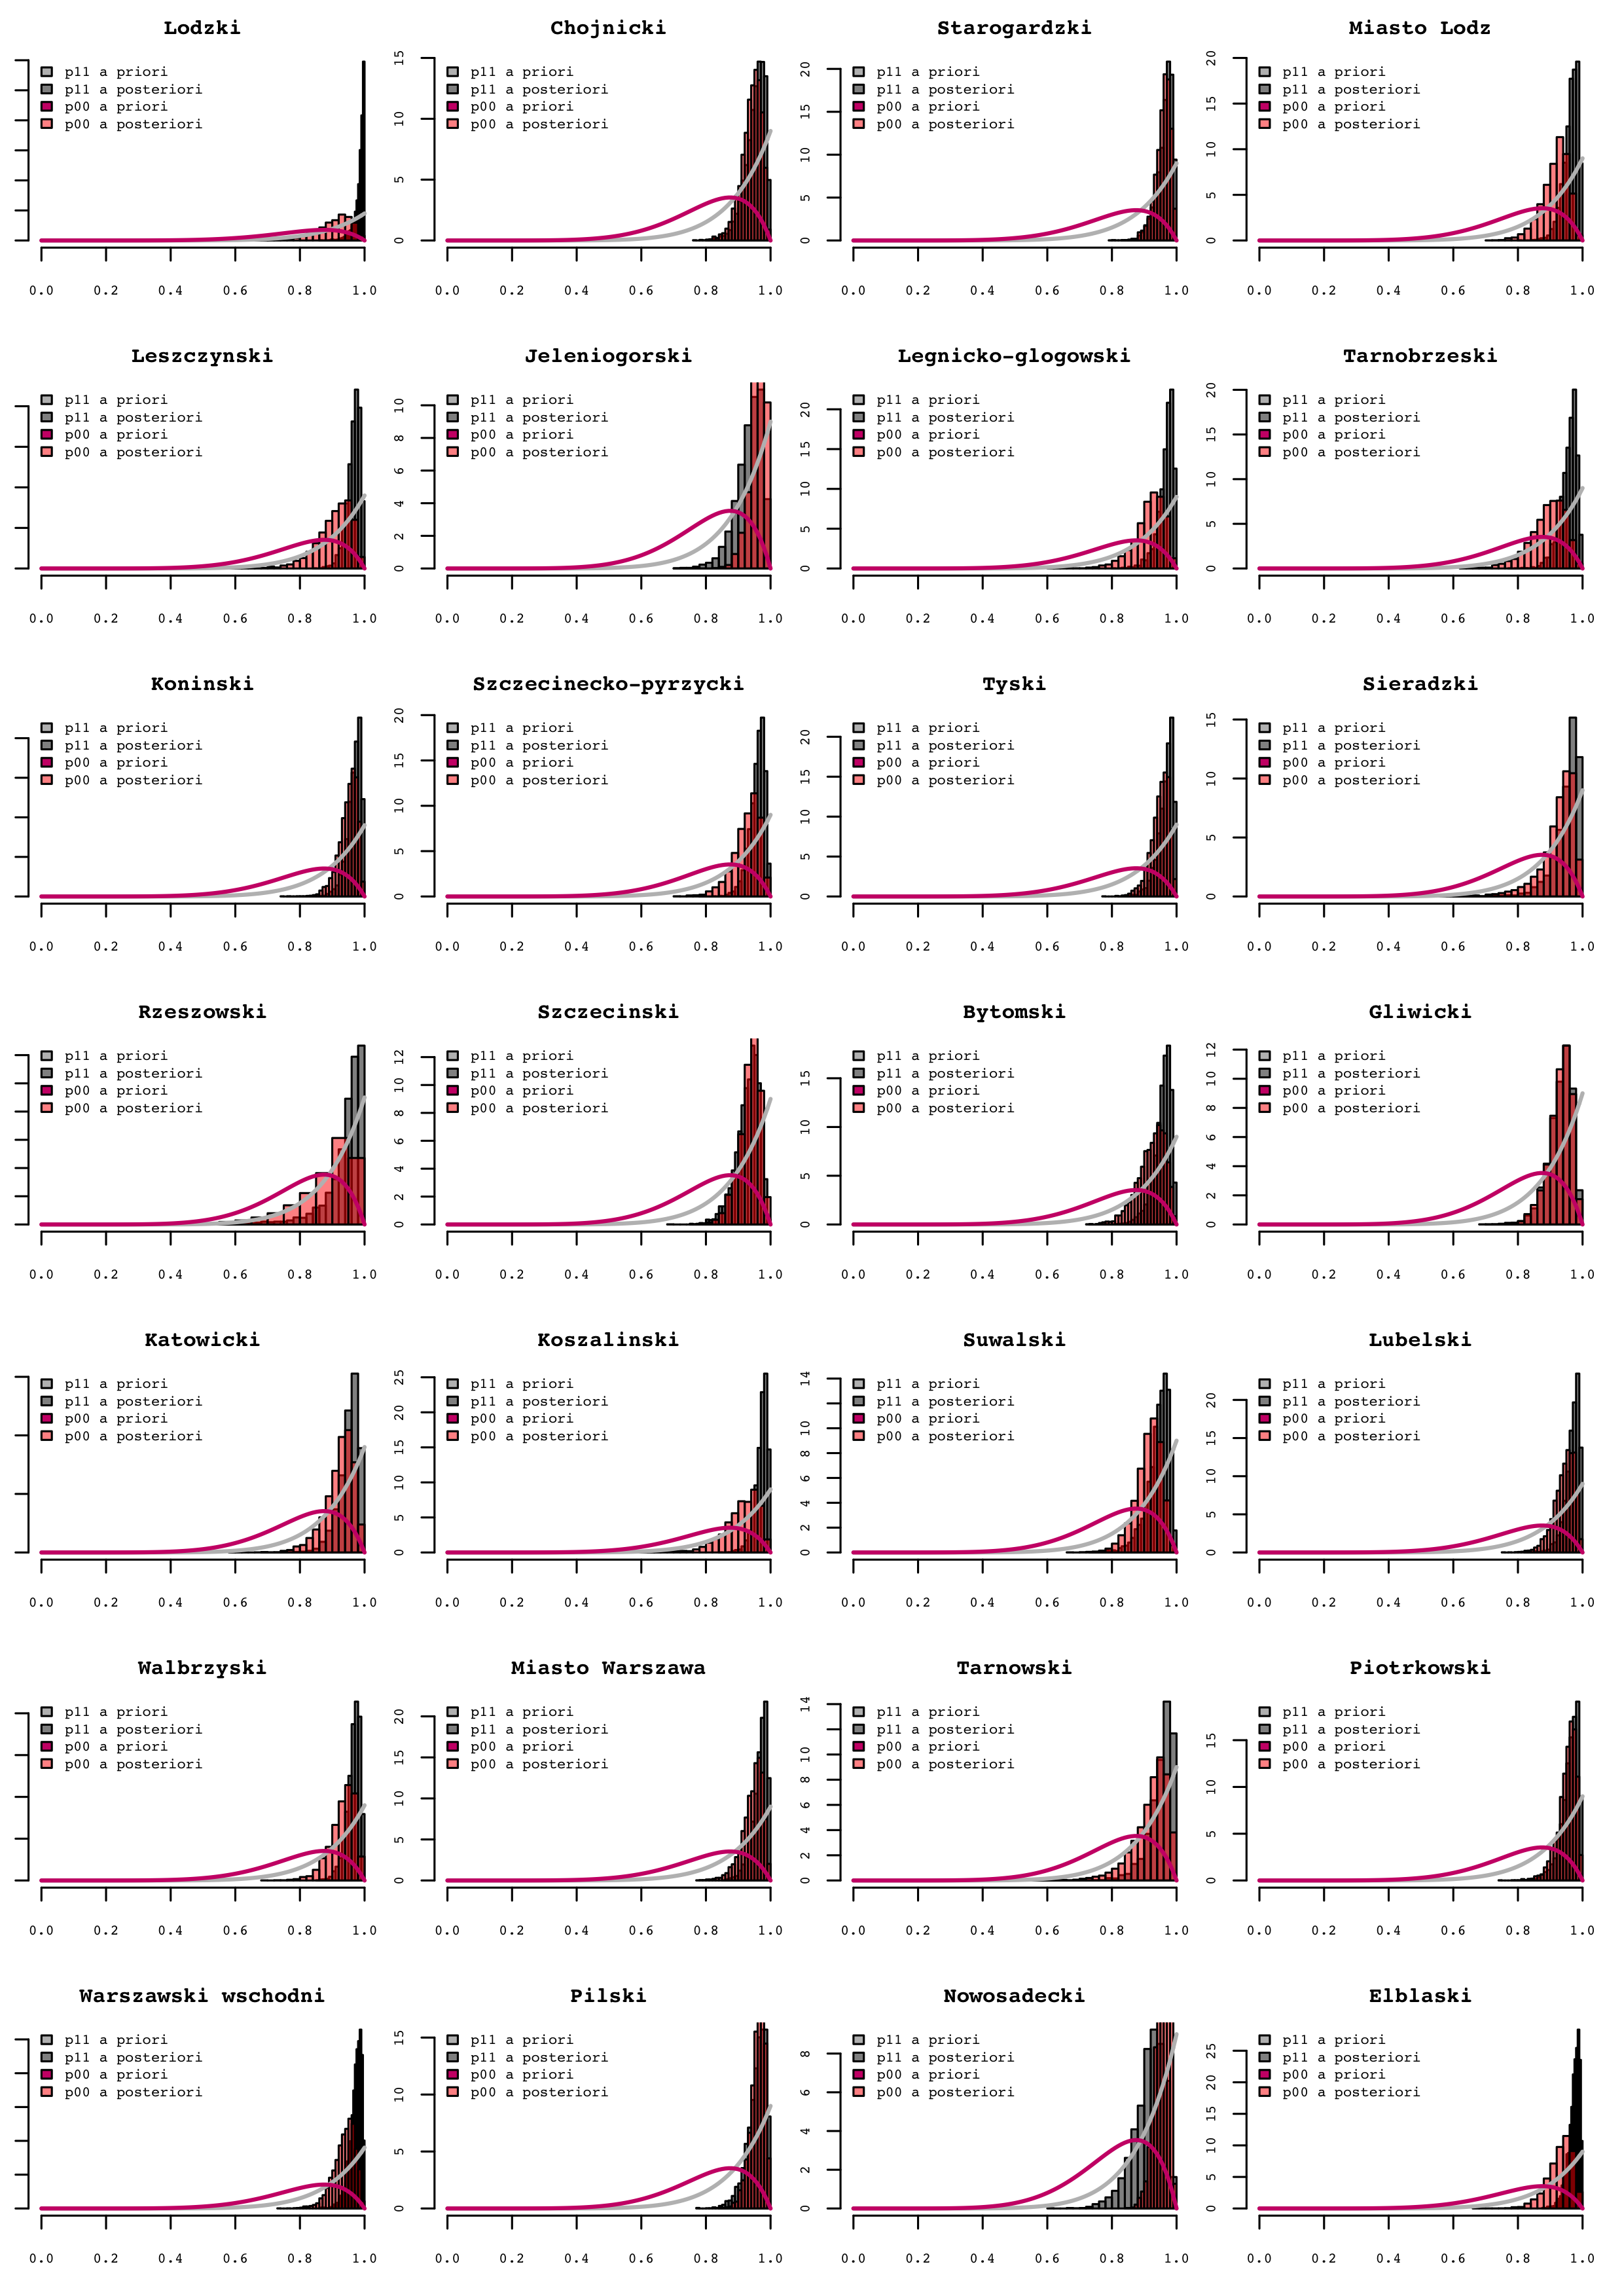 Lodzki
p11 a priori
p11 a posteriori
p00 a priori
p00 a posteriori
0.0 0.2 0.4 0.6 0.8 1.0
Chojnicki
p11 a priori
p11 a posteriori
p00 a priori
p00 a posteriori
0 5 10 15
0.0 0.2 0.4 0.6 0.8 1.0
Starogardzki
p11 a priori
p11 a posteriori
p00 a priori
p00 a posteriori
0 5 10 15 20
0.0 0.2 0.4 0.6 0.8 1.0
Miasto Lodz
p11 a priori
p11 a posteriori
p00 a priori
p00 a posteriori
0 5 10 15 20
0.0 0.2 0.4 0.6 0.8 1.0
Leszczynski
p11 a priori
p11 a posteriori
p00 a priori
p00 a posteriori
0.0 0.2 0.4 0.6 0.8 1.0
Jeleniogorski
p11 a priori
p11 a posteriori
p00 a priori
p00 a posteriori
0 2 4 6 8 10
0.0 0.2 0.4 0.6 0.8 1.0
Legnicko-glogowski
p11 a priori
p11 a posteriori
p00 a priori
p00 a posteriori
0 5 10 15 20
0.0 0.2 0.4 0.6 0.8 1.0
Tarnobrzeski
p11 a priori
p11 a posteriori
p00 a priori
p00 a posteriori
0 5 10 15 20
0.0 0.2 0.4 0.6 0.8 1.0
Koninski
p11 a priori
p11 a posteriori
p00 a priori
p00 a posteriori
0.0 0.2 0.4 0.6 0.8 1.0
Szczecinecko-pyrzycki
p11 a priori
p11 a posteriori
p00 a priori
p00 a posteriori
0 5 10 15 20
0.0 0.2 0.4 0.6 0.8 1.0
Tyski
p11 a priori
p11 a posteriori
p00 a priori
p00 a posteriori
0 5 10 15 20
0.0 0.2 0.4 0.6 0.8 1.0
Sieradzki
p11 a priori
p11 a posteriori
p00 a priori
p00 a posteriori
0 5 10 15
0.0 0.2 0.4 0.6 0.8 1.0
Rzeszowski
p11 a priori
p11 a posteriori
p00 a priori
p00 a posteriori
0.0 0.2 0.4 0.6 0.8 1.0
Szczecinski
p11 a priori
p11 a posteriori
p00 a priori
p00 a posteriori
0 2 4 6 8 10 12
0.0 0.2 0.4 0.6 0.8 1.0
Bytomski
p11 a priori
p11 a posteriori
p00 a priori
p00 a posteriori
0 5 10 15
0.0 0.2 0.4 0.6 0.8 1.0
Gliwicki
p11 a priori
p11 a posteriori
p00 a priori
p00 a posteriori
0 2 4 6 8 10 12
0.0 0.2 0.4 0.6 0.8 1.0
Katowicki
p11 a priori
p11 a posteriori
p00 a priori
p00 a posteriori
0.0 0.2 0.4 0.6 0.8 1.0
Koszalinski
p11 a priori
p11 a posteriori
p00 a priori
p00 a posteriori
0 5 10 15 20 25
0.0 0.2 0.4 0.6 0.8 1.0
Suwalski
p11 a priori
p11 a posteriori
p00 a priori
p00 a posteriori
0 2 4 6 8 10 14
0.0 0.2 0.4 0.6 0.8 1.0
Lubelski
p11 a priori
p11 a posteriori
p00 a priori
p00 a posteriori
0 5 10 15 20
0.0 0.2 0.4 0.6 0.8 1.0
Walbrzyski
p11 a priori
p11 a posteriori
p00 a priori
p00 a posteriori
0.0 0.2 0.4 0.6 0.8 1.0
Miasto Warszawa
p11 a priori
p11 a posteriori
p00 a priori
p00 a posteriori
0 5 10 15 20
0.0 0.2 0.4 0.6 0.8 1.0
Tarnowski
p11 a priori
p11 a posteriori
p00 a priori
p00 a posteriori
0 2 4 6 8 10 14
0.0 0.2 0.4 0.6 0.8 1.0
Piotrkowski
p11 a priori
p11 a posteriori
p00 a priori
p00 a posteriori
0 5 10 15
0.0 0.2 0.4 0.6 0.8 1.0
Warszawski wschodni
p11 a priori
p11 a posteriori
p00 a priori
p00 a posteriori
0.0 0.2 0.4 0.6 0.8 1.0
Pilski
p11 a priori
p11 a posteriori
p00 a priori
p00 a posteriori
0 5 10 15
0.0 0.2 0.4 0.6 0.8 1.0
Nowosadecki
p11 a priori
p11 a posteriori
p00 a priori
p00 a posteriori
0 2 4 6 8
0.0 0.2 0.4 0.6 0.8 1.0
Elblaski
p11 a priori
p11 a posteriori
p00 a priori
p00 a posteriori
0 5 10 15 20 25
0.0 0.2 0.4 0.6 0.8 1.0